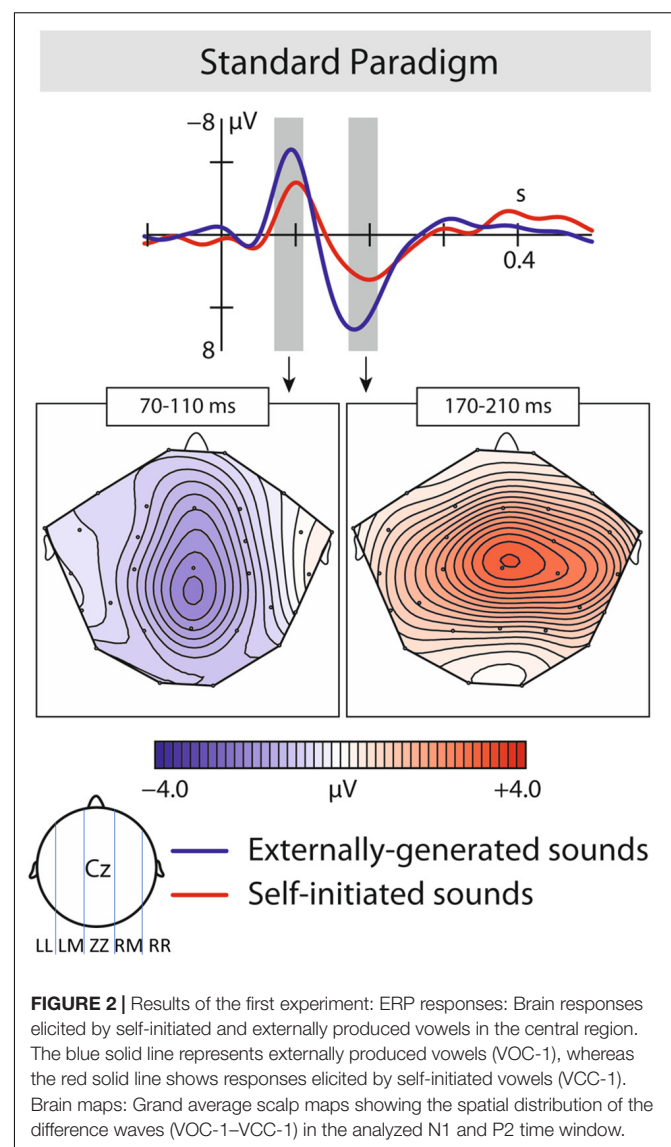 Standard Paradigm
−8 μV
s
0.4
8
70-110 ms
170-210 ms
−4.0 μV +4.0
Cz
Externally-generated sounds
Self-initiated sounds
LL LM ZZ RM RR
FIGURE 2 | Results of the first experiment: ERP responses: Brain responses
elicited by self-initiated and externally produced vowels in the central region.
The blue solid line represents externally produced vowels (VOC-1), whereas
the red solid line shows responses elicited by self-initiated vowels (VCC-1).
Brain maps: Grand average scalp maps showing the spatial distribution of the
difference waves (VOC-1–VCC-1) in the analyzed N1 and P2 time window.